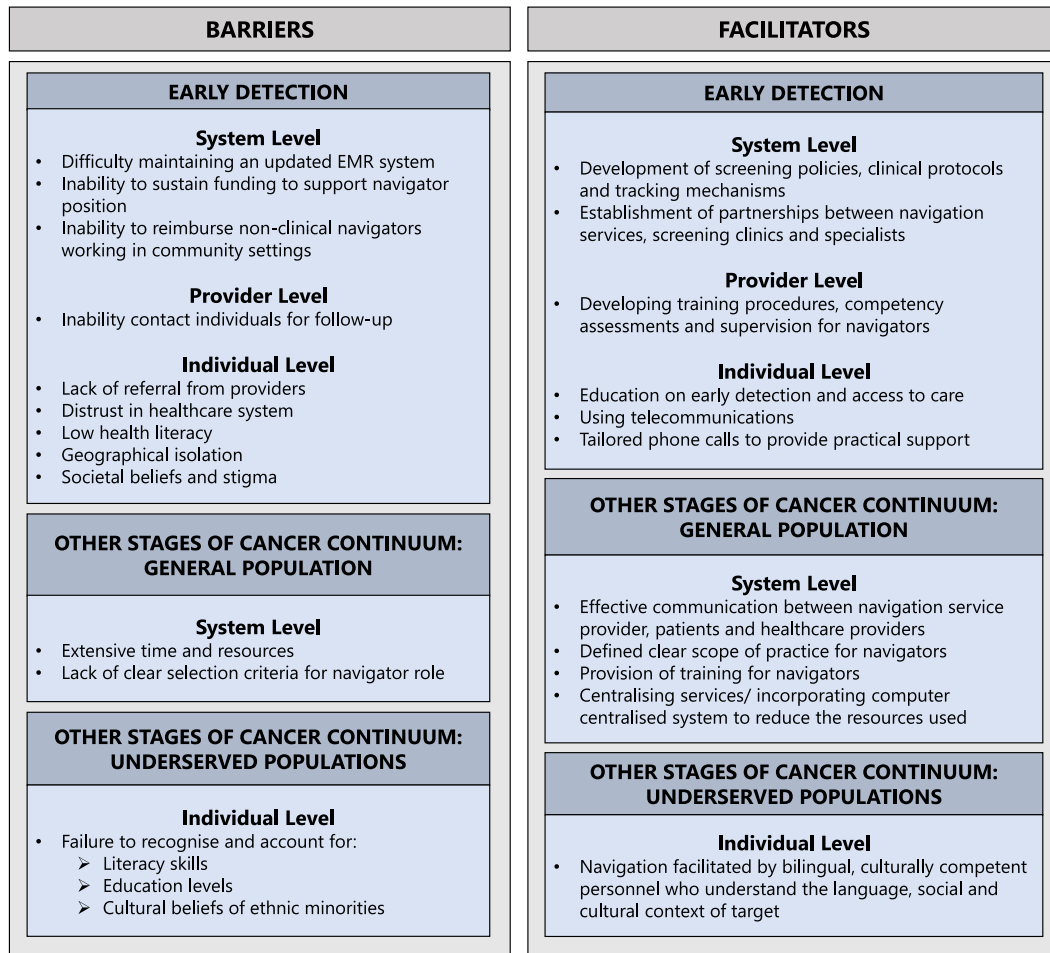 BARRIERS
EARLY DETECTION
System Level
• Difficulty maintaining an updated EMR system
• Inability to sustain funding to support navigator
position
• Inability to reimburse non-clinical navigators
working in community settings
Provider Level
• Inability contact individuals for follow-up
Individual Level
• Lack of referral from providers
• Distrust in healthcare system
• Low health literacy
• Geographical isolation
• Societal beliefs and stigma
OTHER STAGES OF CANCER CONTINUUM:
GENERAL POPULATION
System Level
• Extensive time and resources
• Lack of clear selection criteria for navigator role
OTHER STAGES OF CANCER CONTINUUM:
UNDERSERVED POPULATIONS
Individual Level
• Failure to recognise and account for:
➢ Literacy skills
➢ Education levels
➢ Cultural beliefs of ethnic minorities
FACILITATORS
EARLY DETECTION
System Level
• Development of screening policies, clinical protocols
and tracking mechanisms
• Establishment of partnerships between navigation
services, screening clinics and specialists
Provider Level
• Developing training procedures, competency
assessments and supervision for navigators
Individual Level
• Education on early detection and access to care
• Using telecommunications
• Tailored phone calls to provide practical support
OTHER STAGES OF CANCER CONTINUUM:
GENERAL POPULATION
System Level
• Effective communication between navigation service
provider, patients and healthcare providers
• Defined clear scope of practice for navigators
• Provision of training for navigators
• Centralising services/ incorporating computer
centralised system to reduce the resources used
OTHER STAGES OF CANCER CONTINUUM:
UNDERSERVED POPULATIONS
Individual Level
• Navigation facilitated by bilingual, culturally competent
personnel who understand the language, social and
cultural context of target